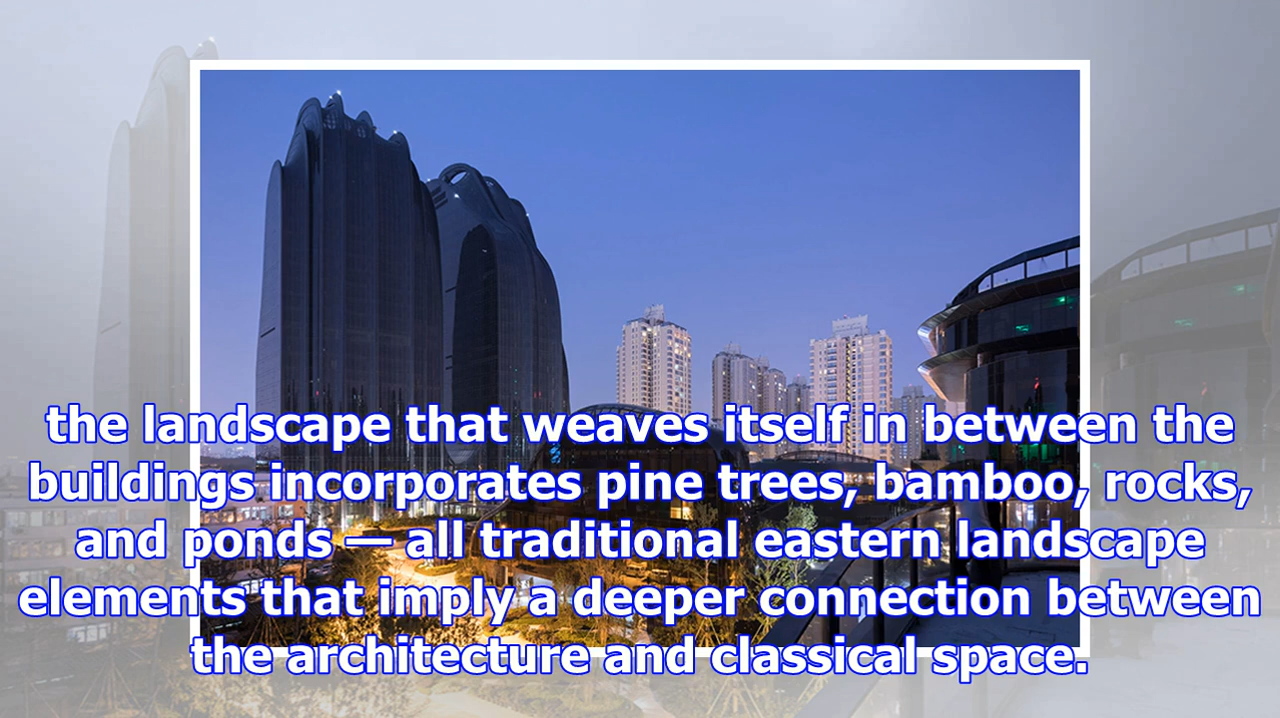 the landscape that weaves itself in between the
buildings incorporates pine trees, bamboo, rocks,
and ponds — all traditional eastern landscape
elements that imply a deeper connection between
the architecture and classical space.